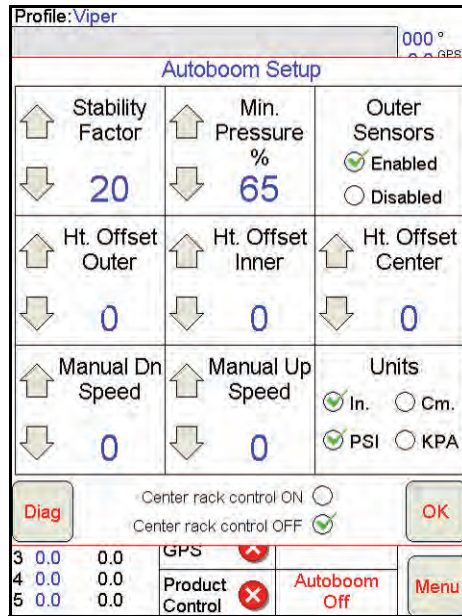 Profile: Viper
000 °
GPS
Autoboom Setup
Stability Factor
20
Min. Pressure %
65
Outer Sensors
Enabled
Disabled
Ht. Offset Outer
0
Ht. Offset Inner
0
Ht. Offset Center
0
Manual Dn Speed
0
Manual Up Speed
0
Units
In.
Cm.
PSI
KPA
Diag
Center rack control ON
Center rack control OFF
OK
3 0.0 0.0
4 0.0 0.0
5 0.0 0.0
GPS
Product Control
Autoboom Off
Menu